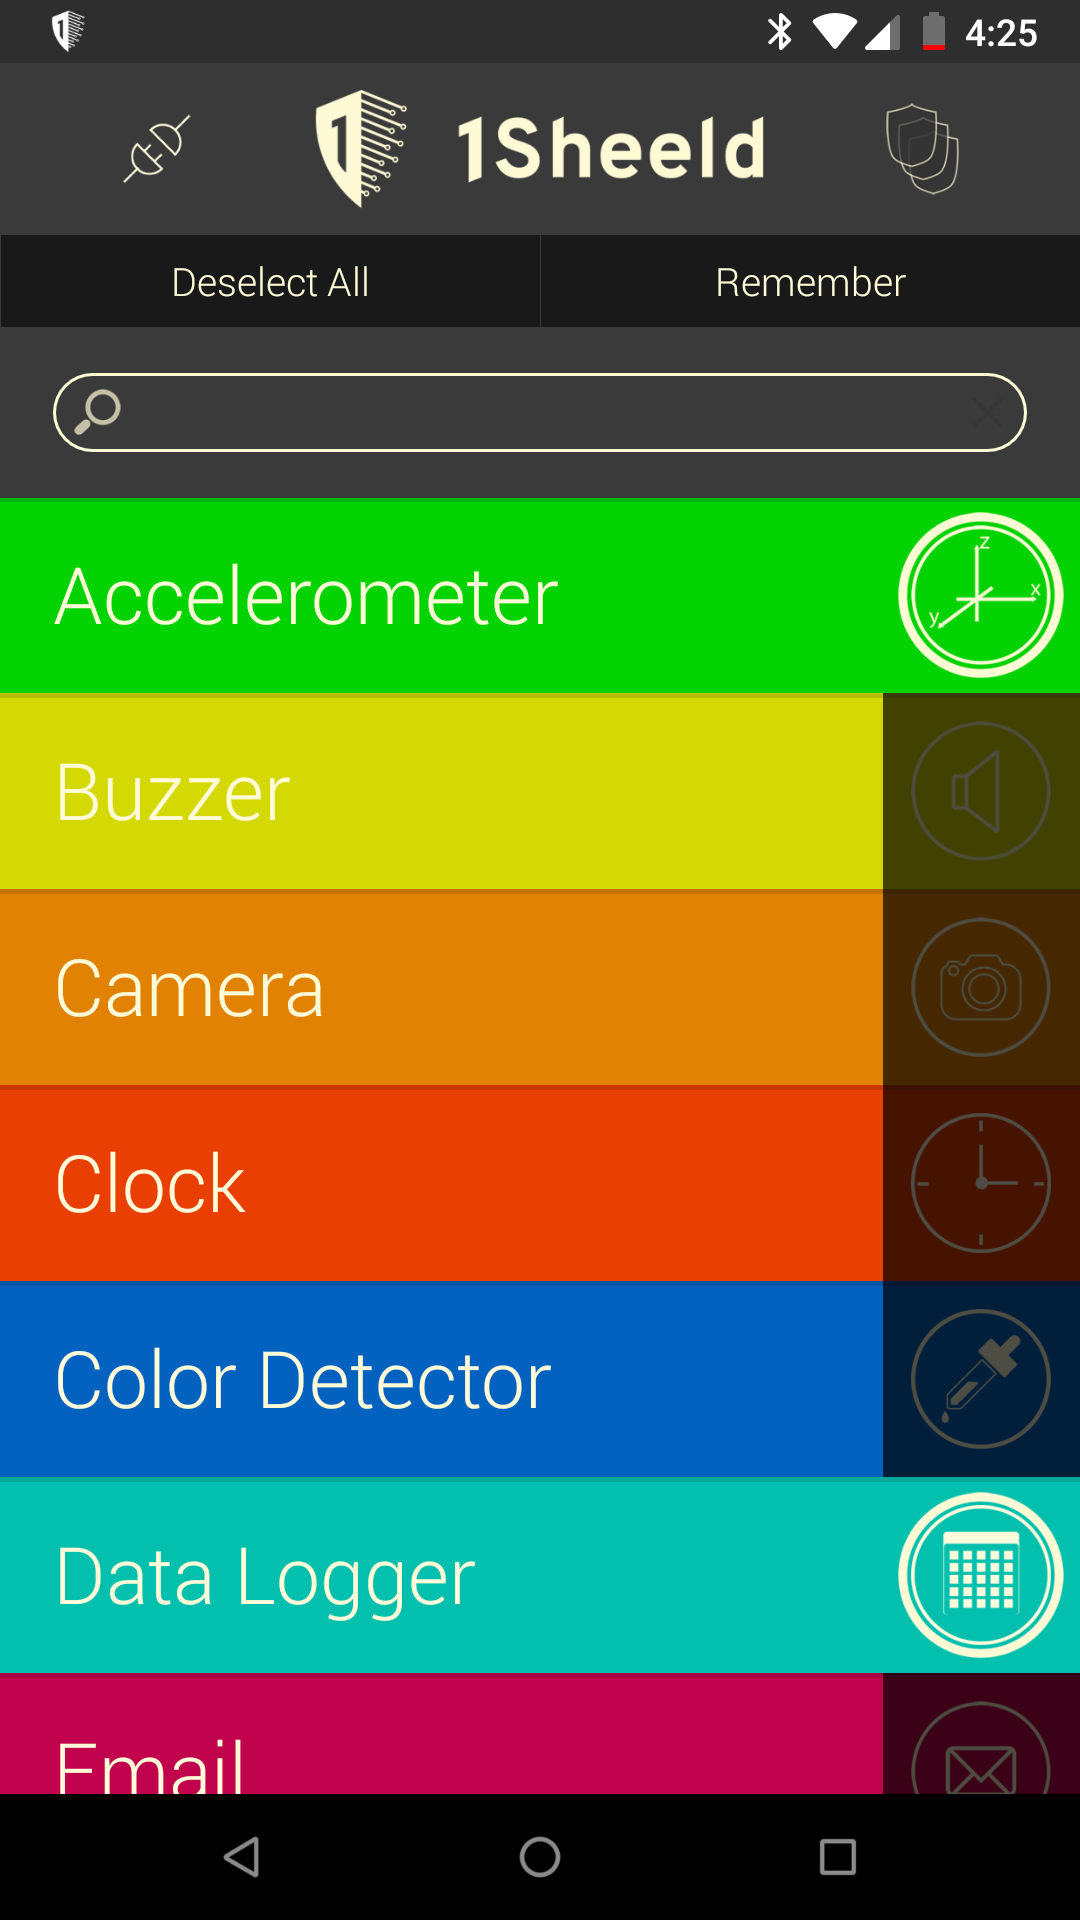 4:25
1Sheeld
Deselect All
Remember
Accelerometer
z
x
y
Buzzer
Camera
Clock
Color Detector
Data Logger
Email